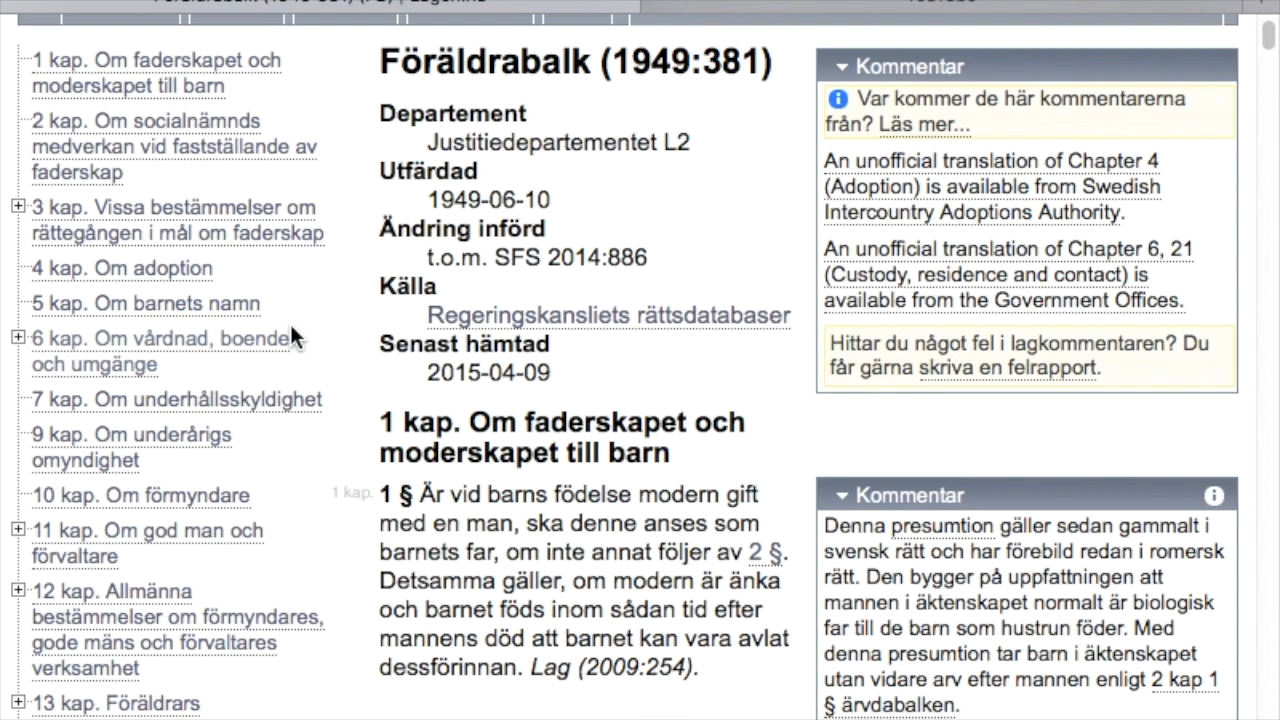 1 kap. Om faderskapet och
moderskapet till barn
2 kap. Om socialnämnds
medverkan vid fastställande av
faderskap
3 kap. Vissa bestämmelser om
rättegången i mål om faderskap
4 kap. Om adoption
5 kap. Om barnets namn
6 kap. Om vårdnad, boende
och umgänge
7 kap. Om underhållsskyldighet
9 kap. Om underårigs
omyndighet
10 kap. Om förmyndare
11 kap. Om god man och
förvaltare
12 kap. Allmänna
bestämmelser om förmyndares,
gode mäns och förvaltares
verksamhet
13 kap. Föräldrars
Föräldrabalk (1949:381)
Departement
Justitiedepartementet L2
Utfärdad
1949-06-10
Ändring införd
t.o.m. SFS 2014:886
Källa
Regeringskansliets rättsdatabaser
Senast hämtad
2015-04-09
1 kap. Om faderskapet och
moderskapet till barn
1 kap.
1 § Är vid barns födelse modern gift
med en man, ska denne anses som
barnets far, om inte annat följer av 2 §.
Detsamma gäller, om modern är änka
och barnet föds inom sådan tid efter
mannens död att barnet kan vara avlat
dessförinnan. Lag (2009:254).
Kommentar
Var kommer de här kommentarerna
från? Läs mer...
An unofficial translation of Chapter 4
(Adoption) is available from Swedish
Intercountry Adoptions Authority.
An unofficial translation of Chapter 6, 21
(Custody, residence and contact) is
available from the Government Offices.
Hittar du något fel i lagkommentaren? Du
får gärna skriva en felrapport.
Kommentar
Denna presumtion gäller sedan gammalt i
svensk rätt och har förebild redan i romersk
rätt. Den bygger på uppfattningen att
mannen i äktenskapet normalt är biologisk
far till de barn som hustrun föder. Med
denna presumtion tar barn i äktenskapet
utan vidare arv efter mannen enligt 2 kap 1
§ ärvdabalken.